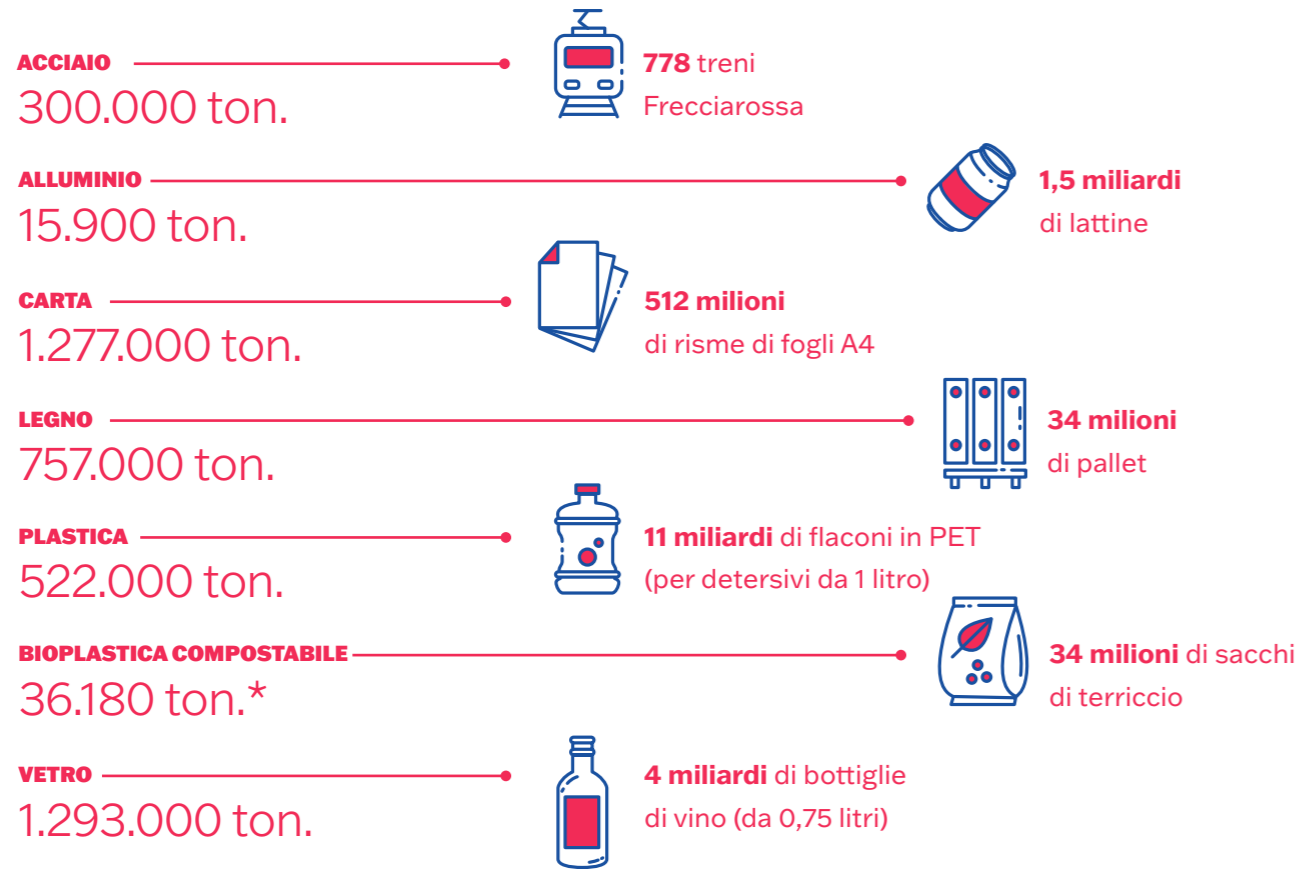 ACCIAIO
300.000 ton.
778 treni
Frecciarossa
ALLUMINIO
15.900 ton.
1,5 miliardi
di lattine
CARTA
1.277.000 ton.
512 milioni
di risme di fogli A4
LEGNO
757.000 ton.
34 milioni
di pallet
PLASTICA
522.000 ton.
11 miliardi di flaconi in PET
(per detersivi da 1 litro)
BIOPLASTICA COMPOSTABILE
36.180 ton.*
34 milioni di sacchi
di terriccio
VETRO
1.293.000 ton.
4 miliardi di bottiglie
di vino (da 0,75 litri)